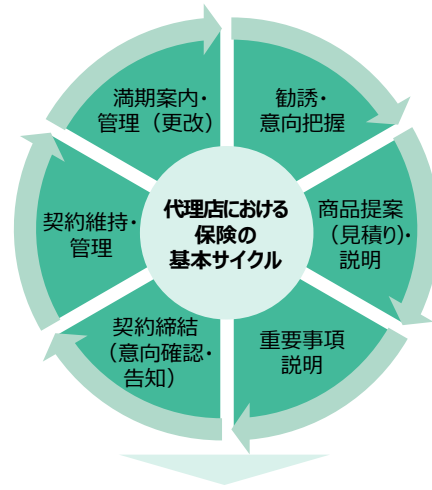 代理店における
保険の
基本サイクル
勧誘・
意向把握
商品提案
（見積り）・
説明
重要事項
説明
契約締結
（意向確認・
告知）
契約維持・
管理
満期案内・
管理（更改）